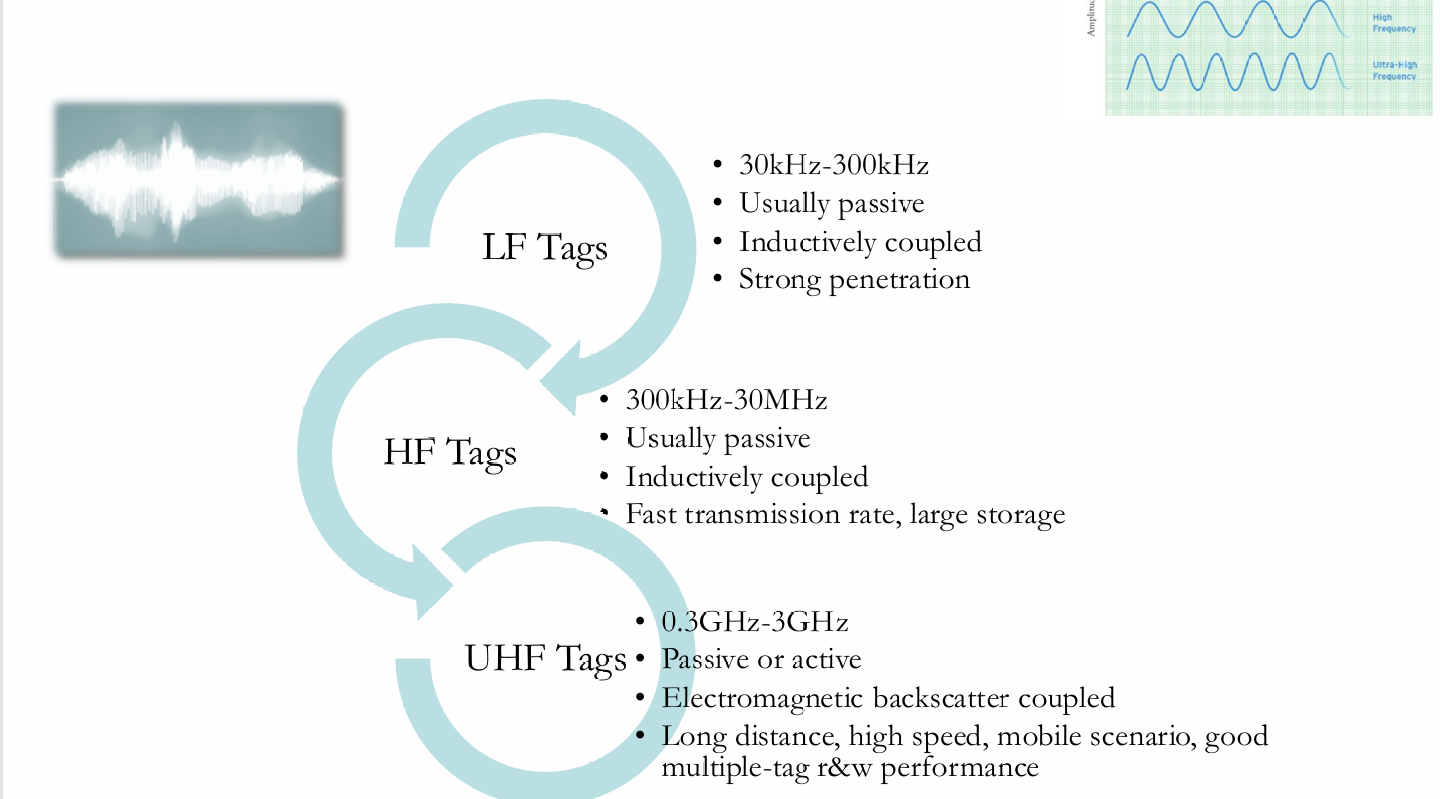 Amplitu
High
Frequency
Ultra-High
Frequency
LF Tags
• 30kHz-300kHz
• Usually passive
• Inductively coupled
• Strong penetration
HF Tags
• 300kHz-30MHz
• Usually passive
• Inductively coupled
• Fast transmission rate, large storage
UHF Tags
• 0.3GHz-3GHz
• Passive or active
• Electromagnetic backscatter coupled
• Long distance, high speed, mobile scenario, good
multiple-tag r&w performance